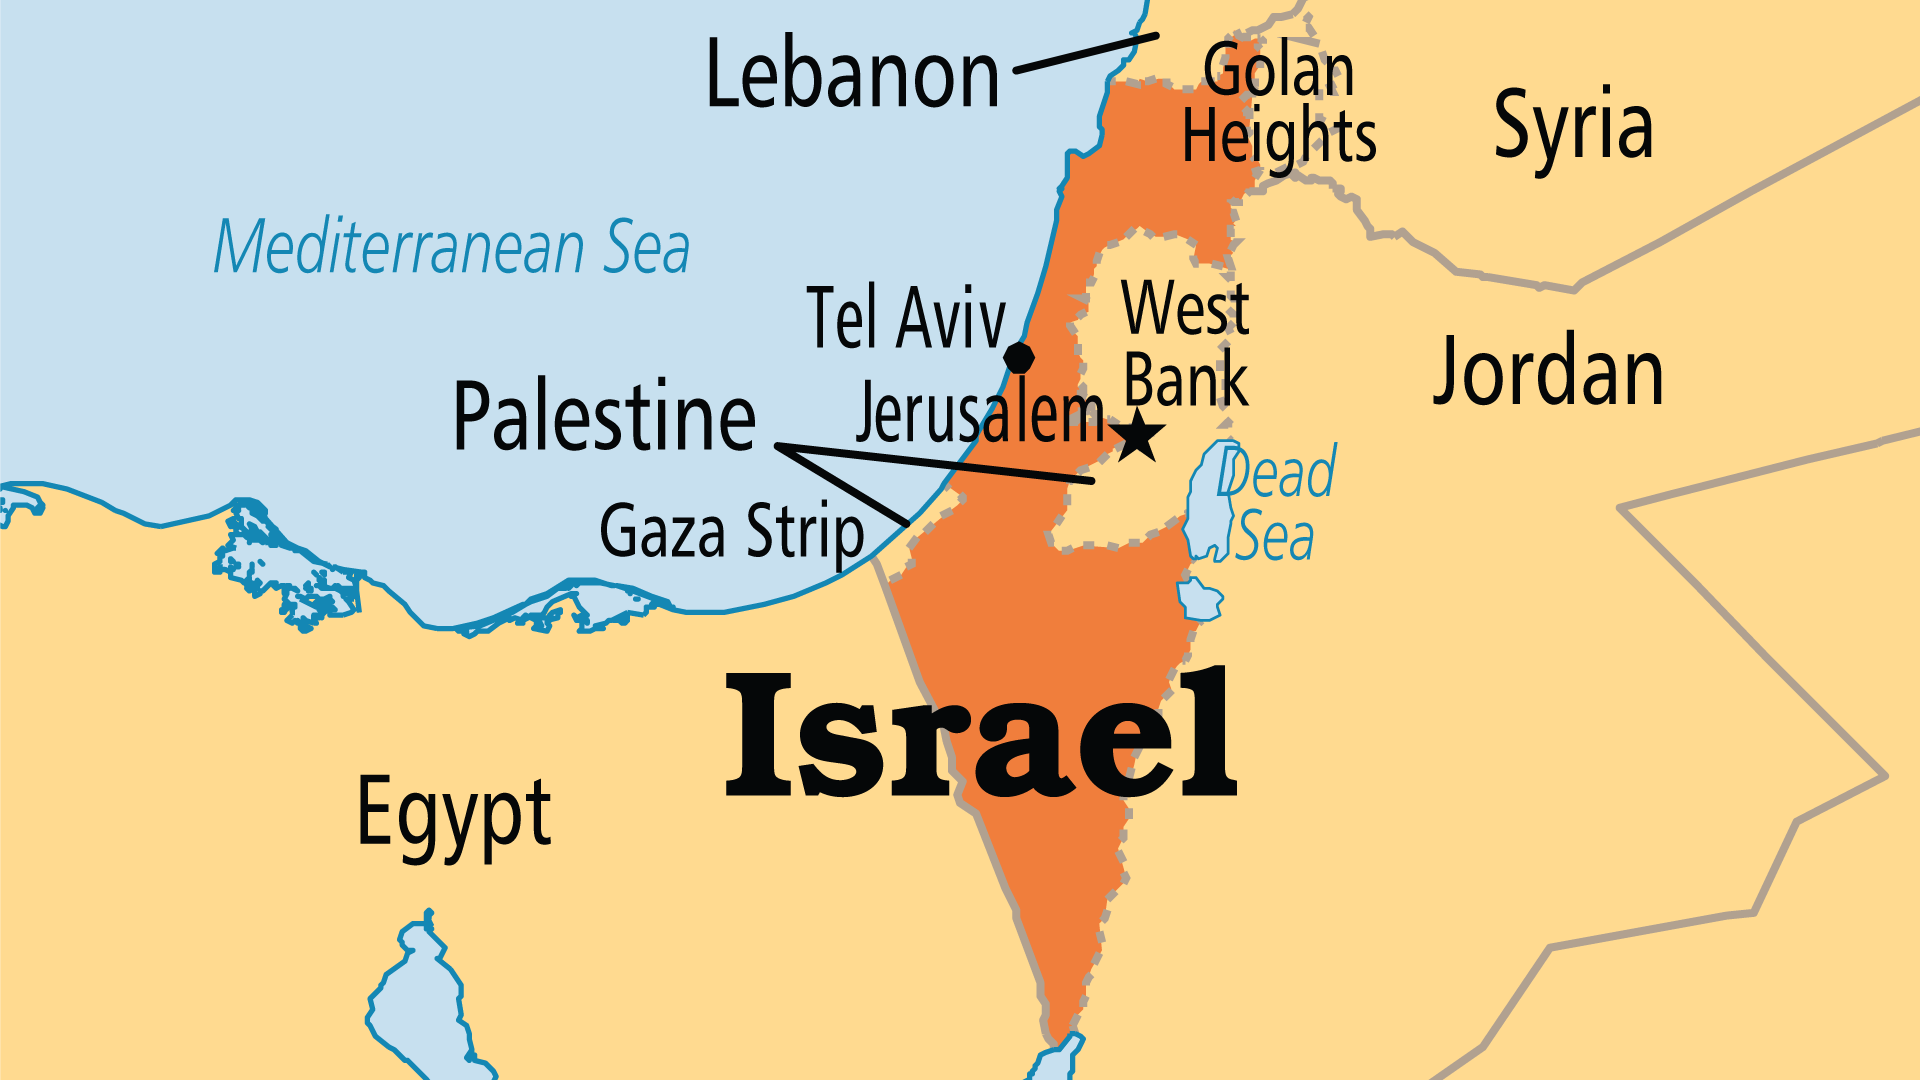 Lebanon
Golan
Heights
Syria
Mediterranean Sea
Tel Aviv
West
Bank
Jordan
Palestine
Jerusalem
Dead
Sea
Gaza Strip
Israel
Egypt